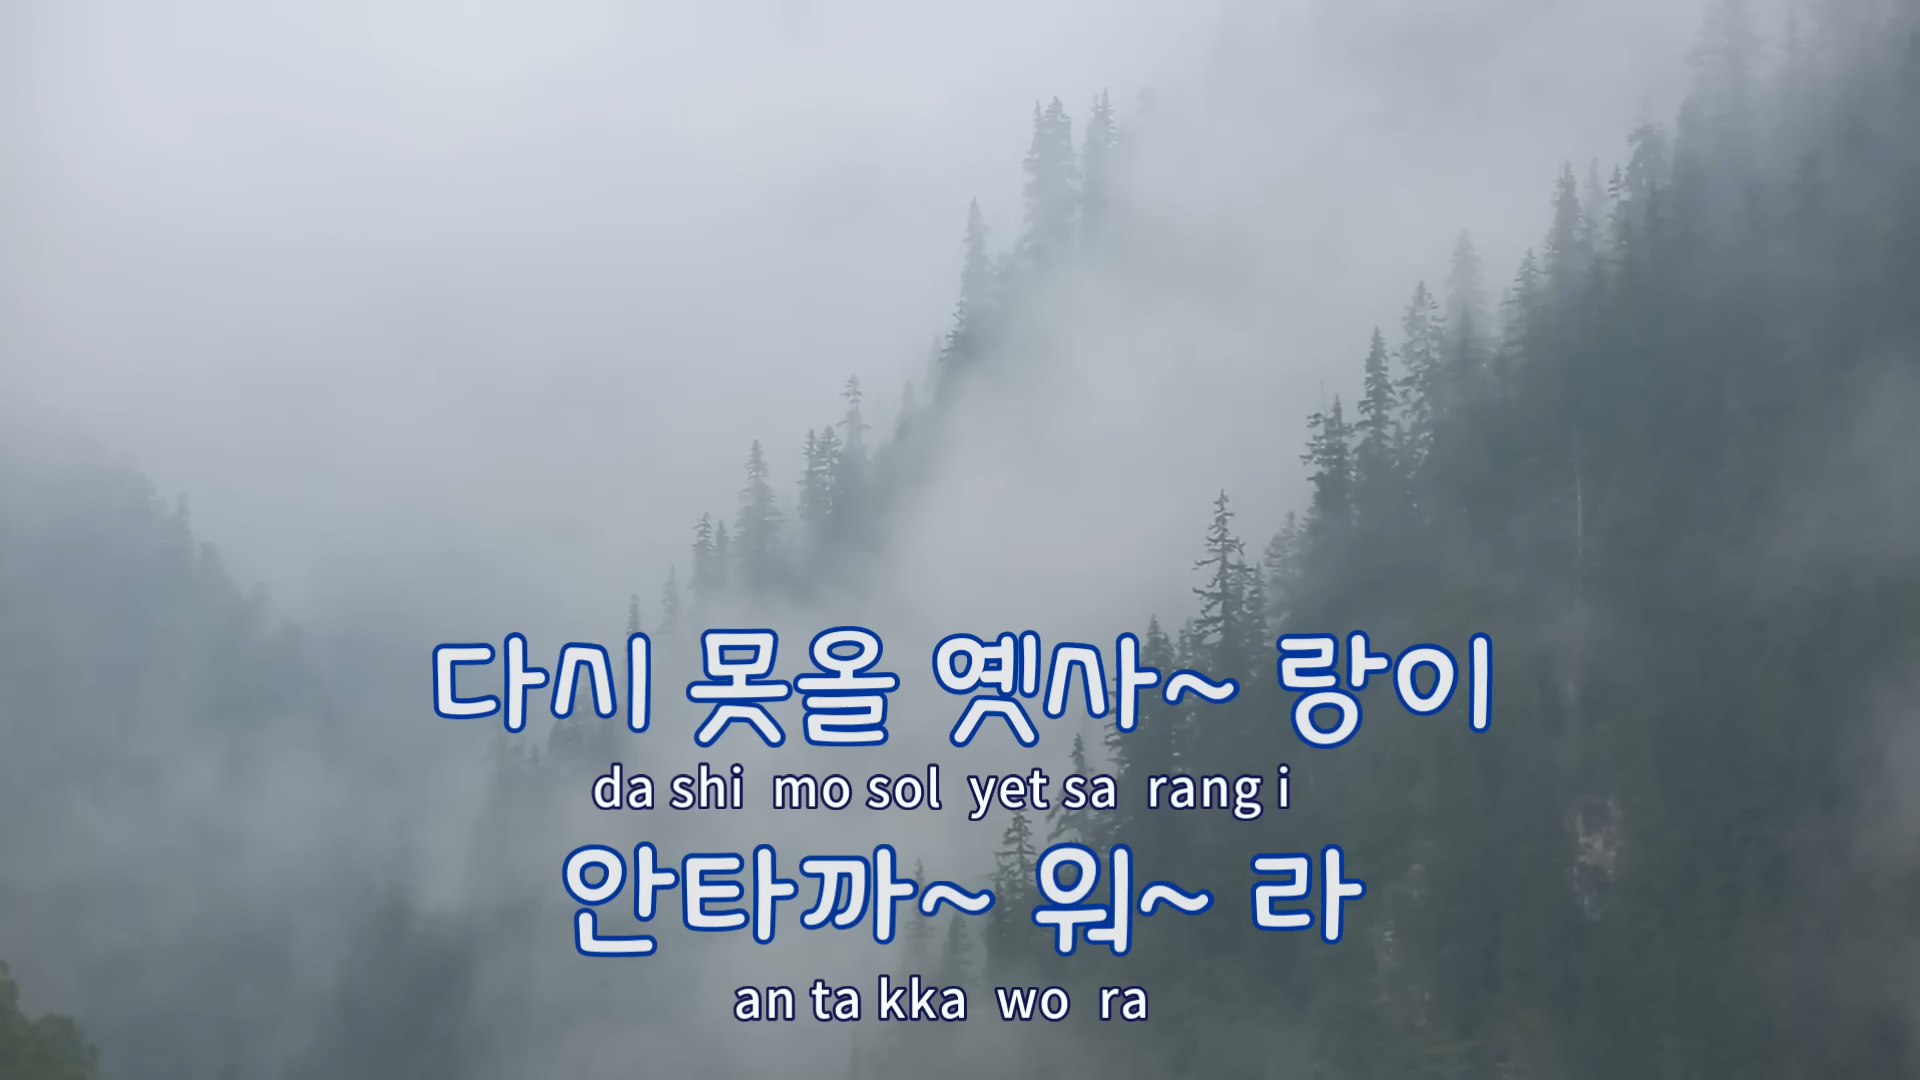 다시 못올 옛사~ 랑이
da shi mo sol yet sa rang i
안타까~ 워~ 라
an ta kka wo ra